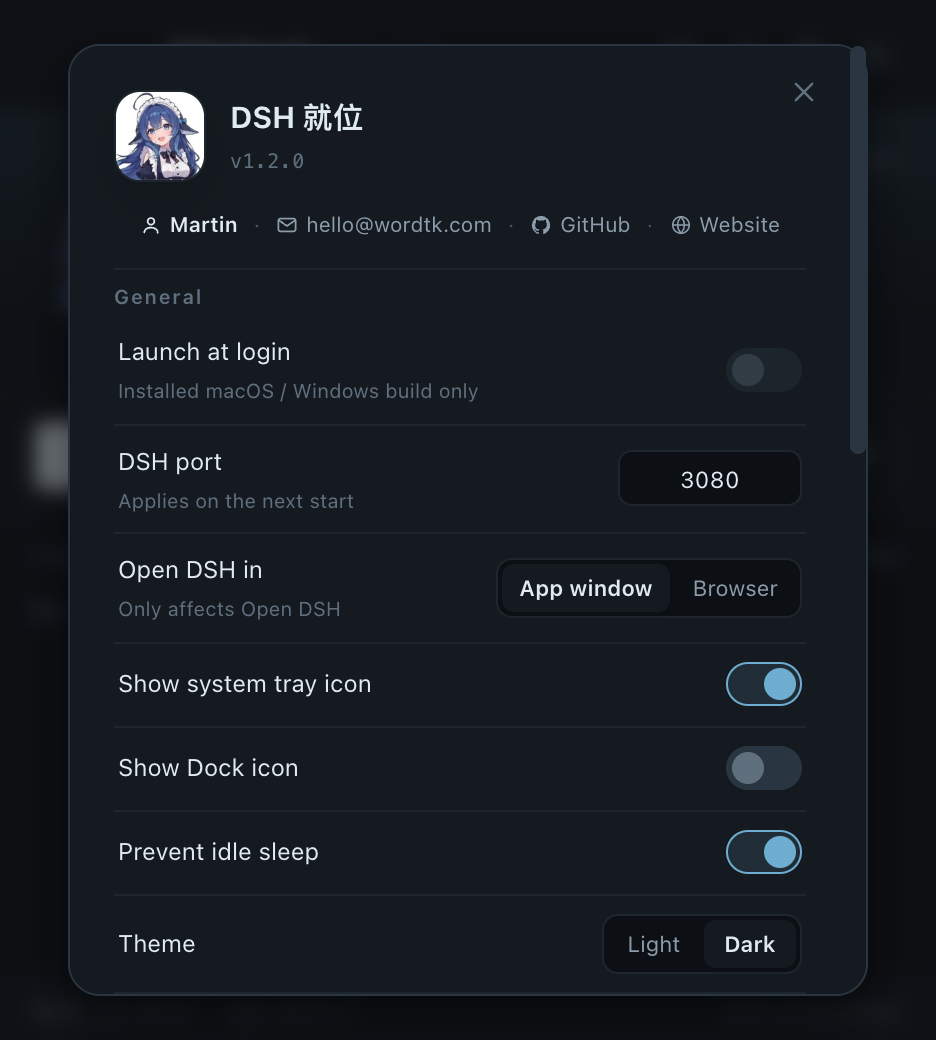 DSH 就位
v1.2.0
Martin · hello@wordtk.com · GitHub · Website
General
Launch at login
Installed macOS / Windows build only
DSH port
Applies on the next start
3080
Open DSH in
Only affects Open DSH
App window Browser
Show system tray icon
Show Dock icon
Prevent idle sleep
Theme
Light Dark